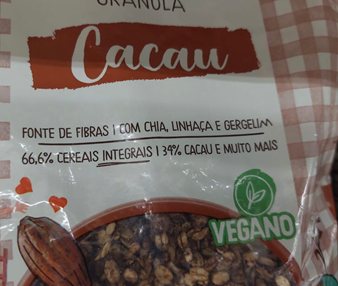 GRANOLA
Cacau
FONTE DE FIBRAS | COM CHIA, LINHAÇA E GERGELIM
66,6% CEREAIS INTEGRAIS | 34% CACAU E MUITO MAIS
VEGANO